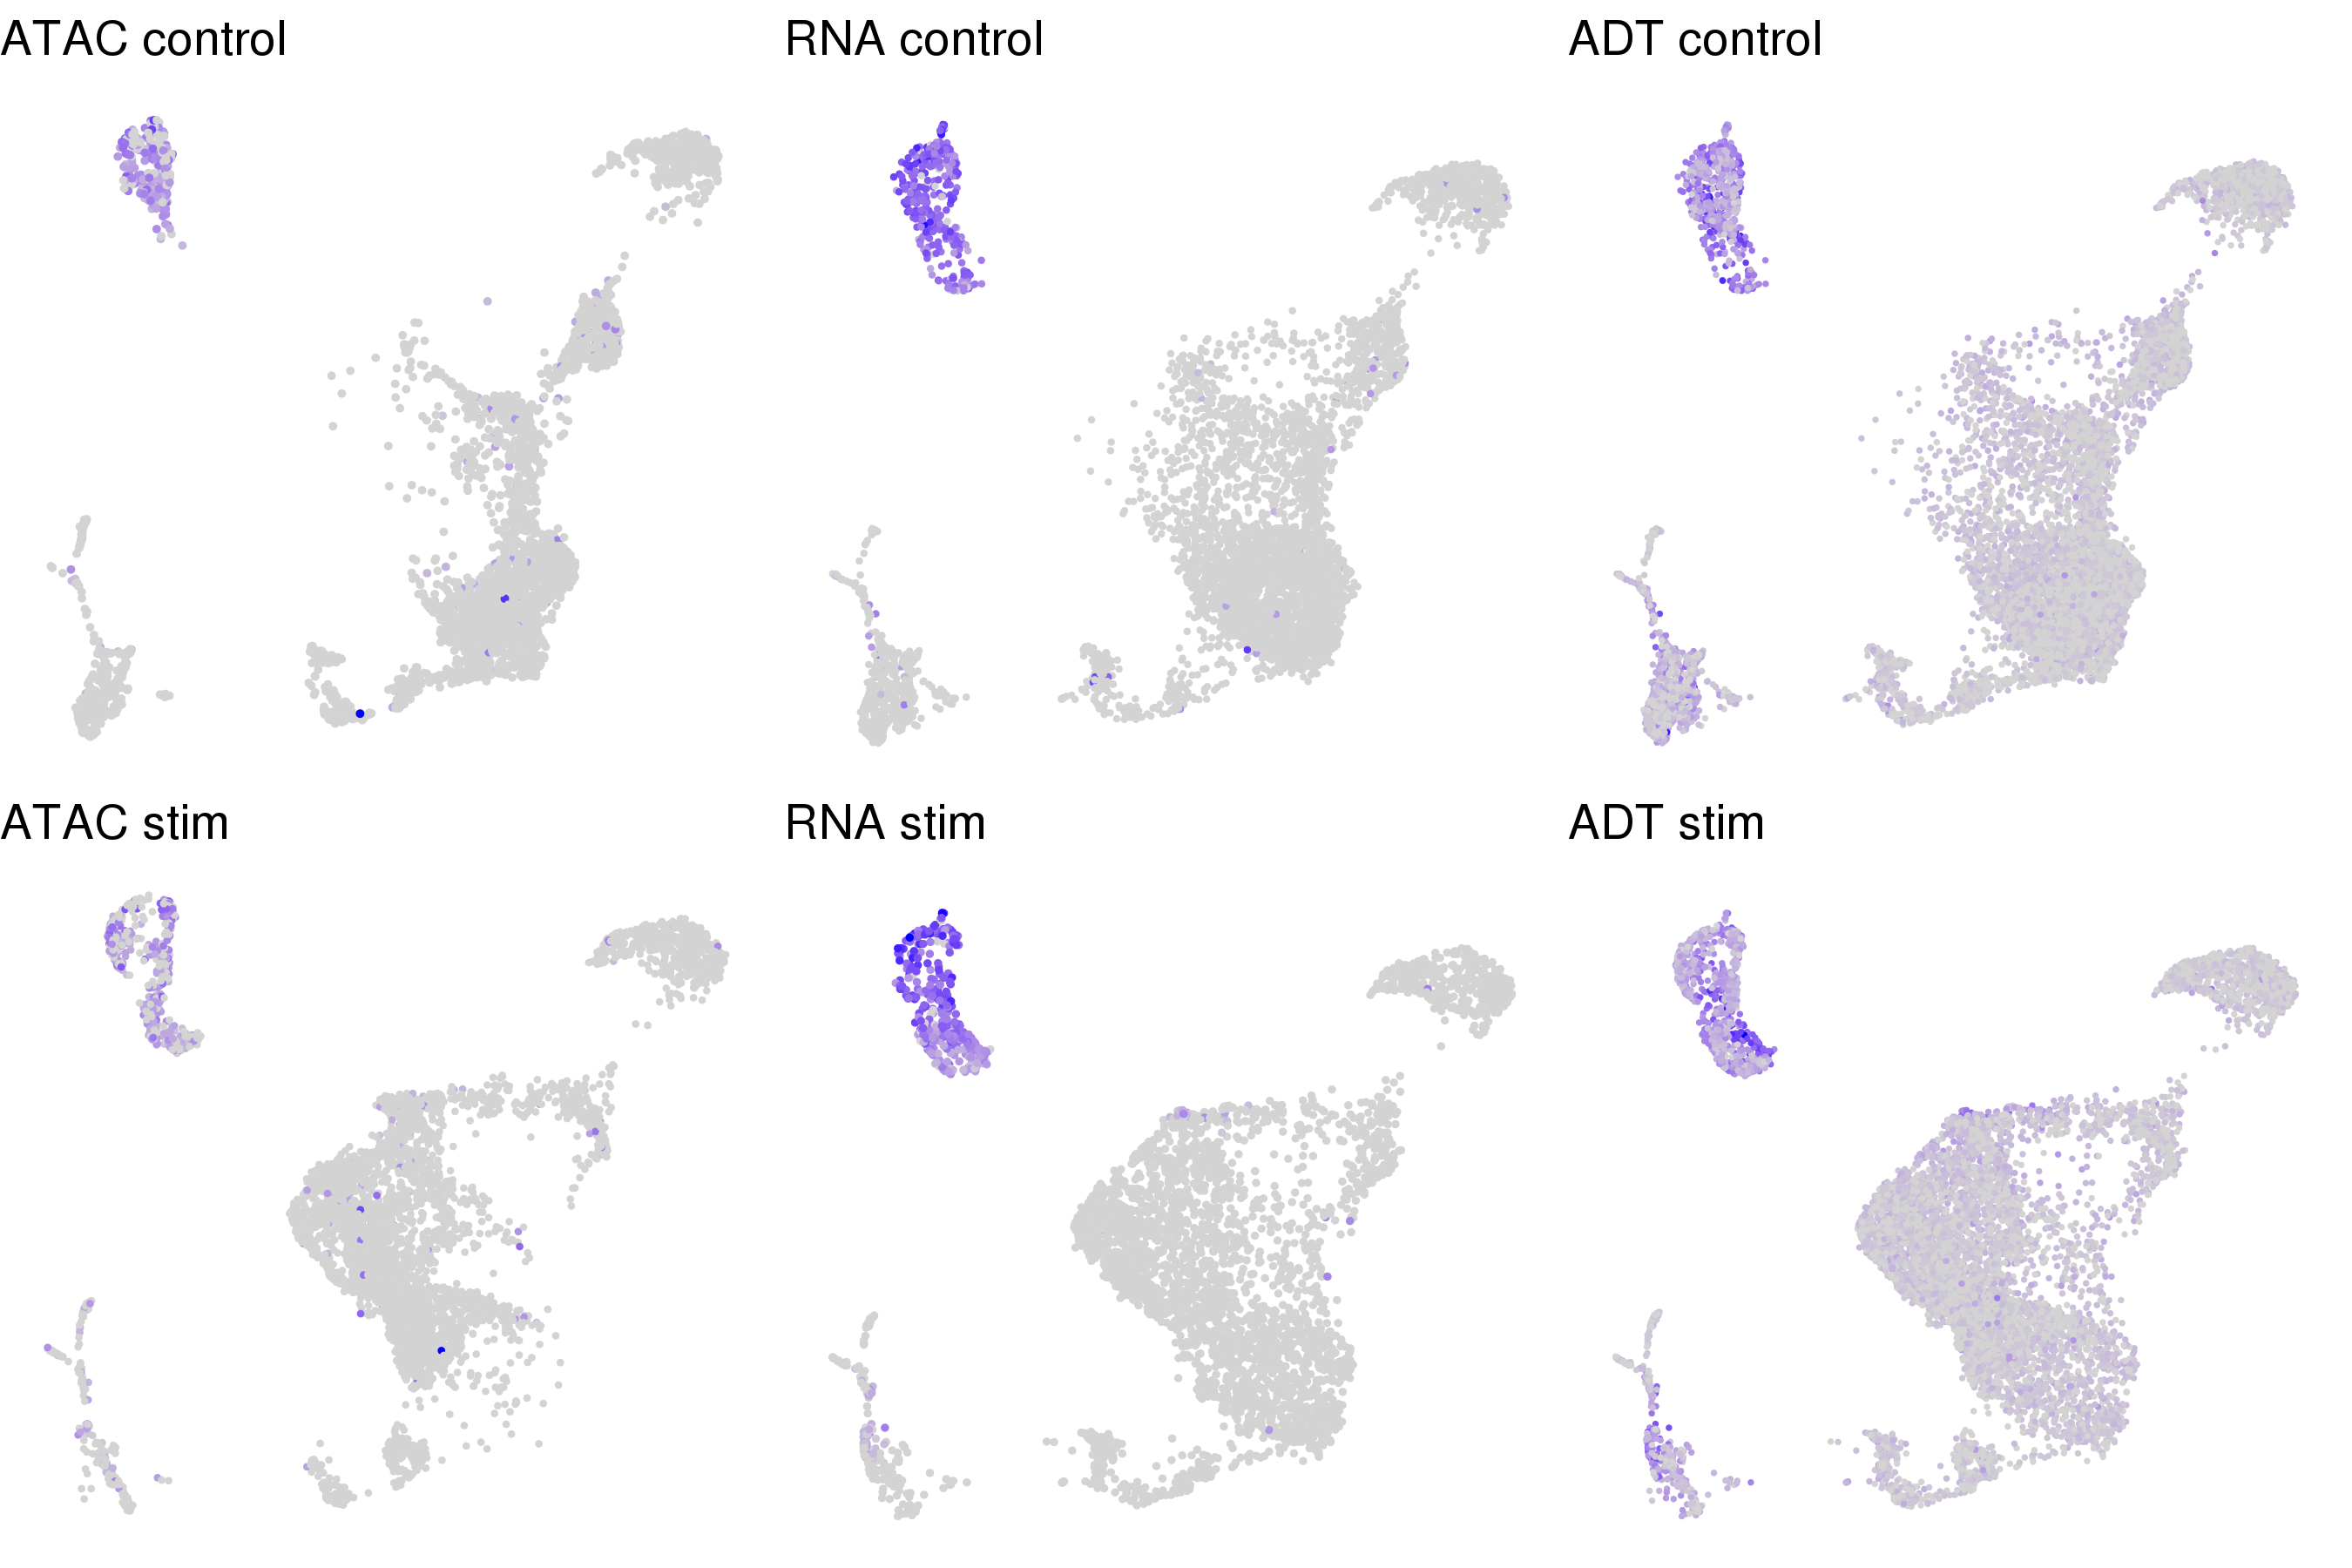 ATAC control
RNA control
ADT control
ATAC stim
RNA stim
ADT stim